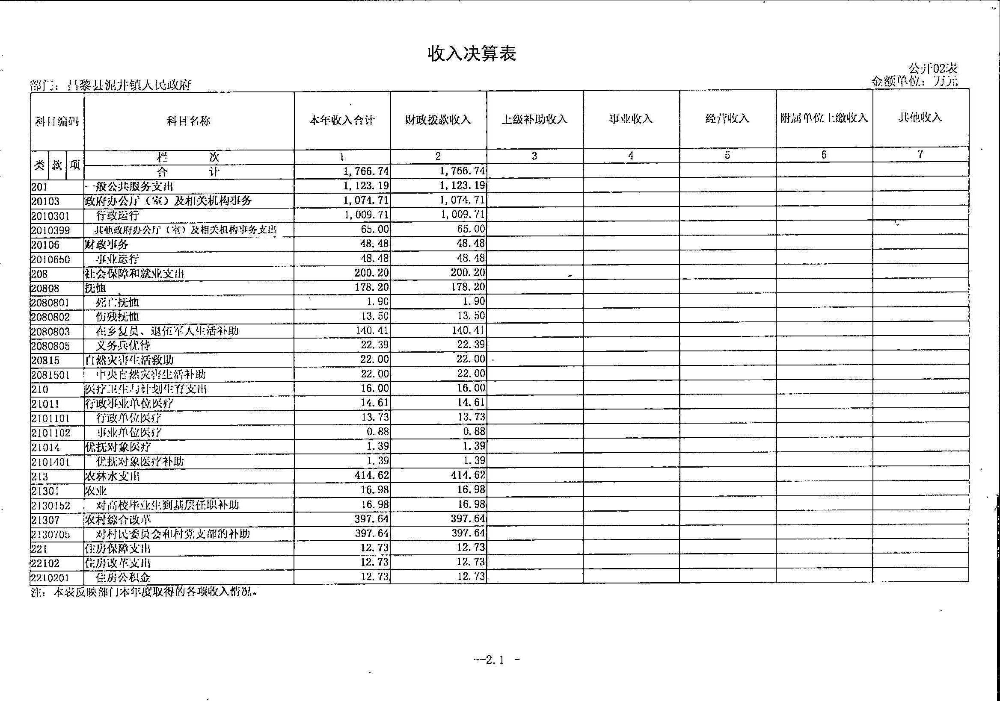 收入决算表
公开02表
部门：昌黎县泥井镇人民政府
金额单位：万元
科目编码 科目名称 本年收入合计 财政拨款收入 上级补助收入 事业收入 经营收入 附属单位上缴收入 其他收入
类 款 项 栏 次 1 2 3 4 5 6 7
合 计 1,766.74 1,766.74
201 一般公共服务支出 1,123.19 1,123.19
20103 政府办公厅（室）及相关机构事务 1,074.71 1,074.71
2010301 行政运行 1,009.71 1,009.71
2010399 其他政府办公厅（室）及相关机构事务支出 65.00 65.00
20106 财政事务 48.48 48.48
2010650 事业运行 48.48 48.48
208 社会保障和就业支出 200.20 200.20
20808 抚恤 178.20 178.20
2080801 死亡抚恤 1.90 1.90
2080802 伤残抚恤 13.50 13.50
2080803 在乡复员、退伍军人生活补助 140.41 140.41
2080805 义务兵优待 22.39 22.39
20815 自然灾害生活救助 22.00 22.00
2081501 中央自然灾害生活补助 22.00 22.00
210 医疗卫生与计划生育支出 16.00 16.00
21011 行政事业单位医疗 14.61 14.61
2101101 行政单位医疗 13.73 13.73
2101102 事业单位医疗 0.88 0.88
21014 优抚对象医疗 1.39 1.39
2101401 优抚对象医疗补助 1.39 1.39
213 农林水支出 414.62 414.62
21301 农业 16.98 16.98
2130152 对高校毕业生到基层任职补助 16.98 16.98
21307 农村综合改革 397.64 397.64
2130705 对村民委员会和村党支部的补助 397.64 397.64
221 住房保障支出 12.73 12.73
22102 住房改革支出 12.73 12.73
2210201 住房公积金 12.73 12.73
注：本表反映部门本年度取得的各项收入情况。
—2.1 -